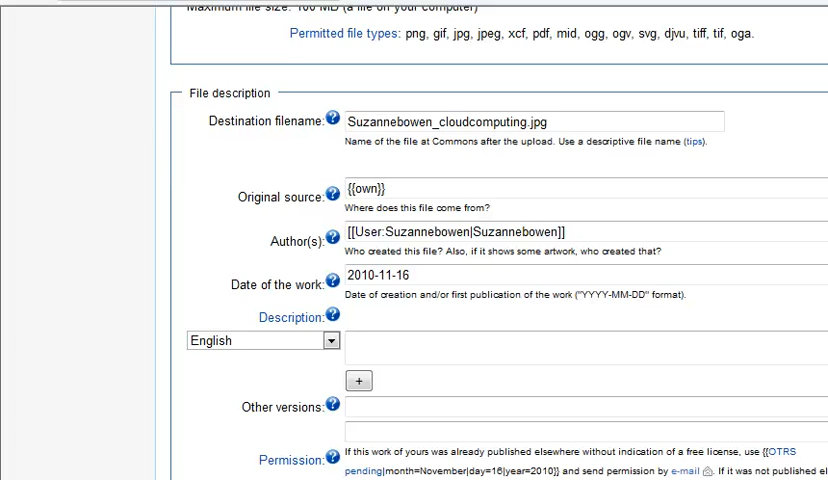 Maximum file size: 100 MB (a file on your computer)
Permitted file types: png, gif, jpg, jpeg, xcf, pdf, mid, ogg, ogv, svg, djvu, tiff, tif, oga.
File description
Destination filename: Suzannebowen_cloudcomputing.jpg
Name of the file at Commons after the upload. Use a descriptive file name (tips).
Original source: {{own}}
Where does this file come from?
Author(s): [[User:Suzannebowen|Suzannebowen]]
Who created this file? Also, if it shows some artwork, who created that?
Date of the work: 2010-11-16
Date of creation and/or first publication of the work ("YYYY-MM-DD" format).
Description:
English
+
Other versions:
Permission: If this work of yours was already published elsewhere without indication of a free license, use {{OTRS
pending|month=November|day=16|year=2010}} and send permission by e-mail. If it was not published el